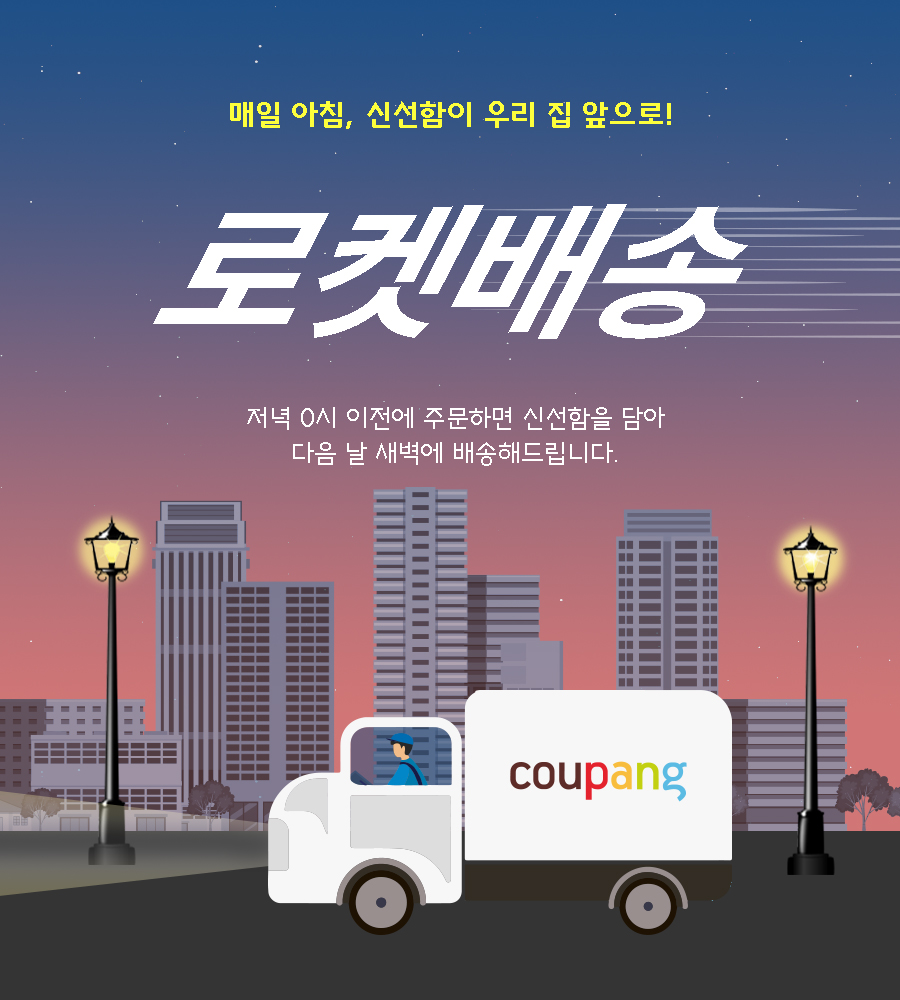 매일 아침, 신선함이 우리 집 앞으로!
로켓배송
저녁 0시 이전에 주문하면 신선함을 담아
다음 날 새벽에 배송해드립니다.
coupang